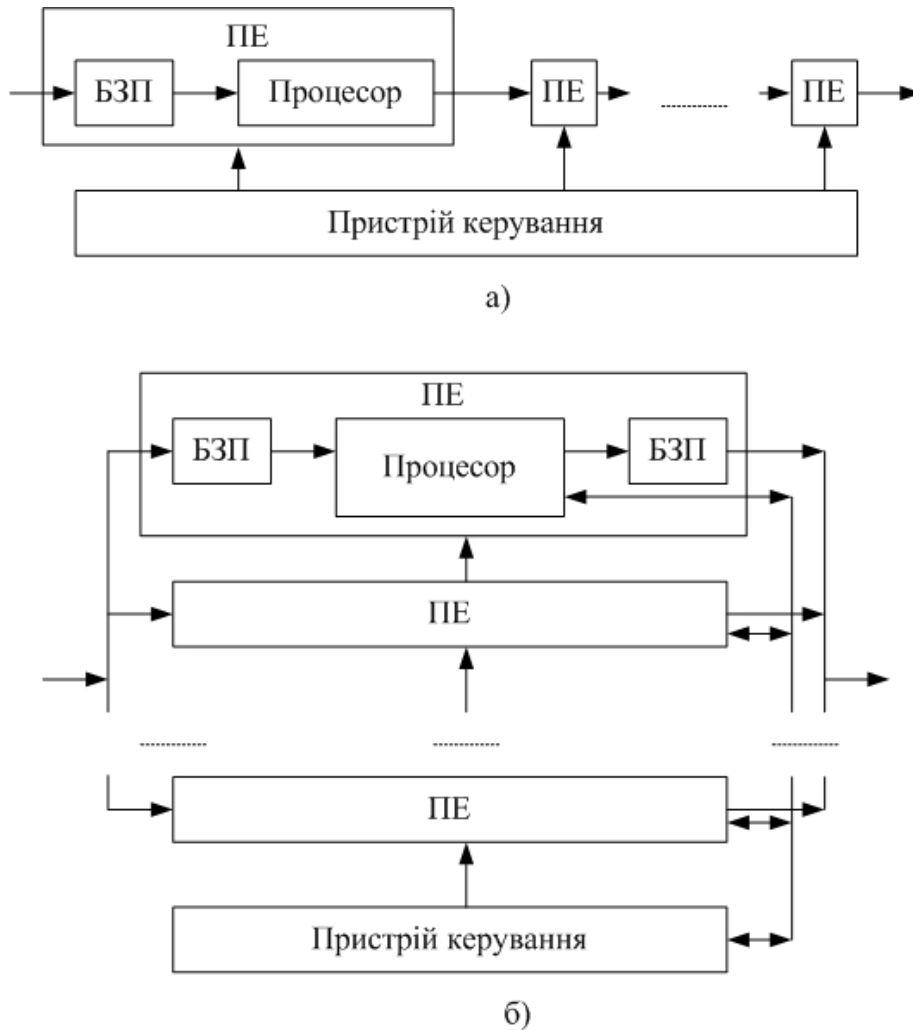 ПЕ
БЗП
Процесор
ПЕ
ПЕ
Пристрій керування
а)
ПЕ
БЗП
Процесор
БЗП
ПЕ
ПЕ
Пристрій керування
б)